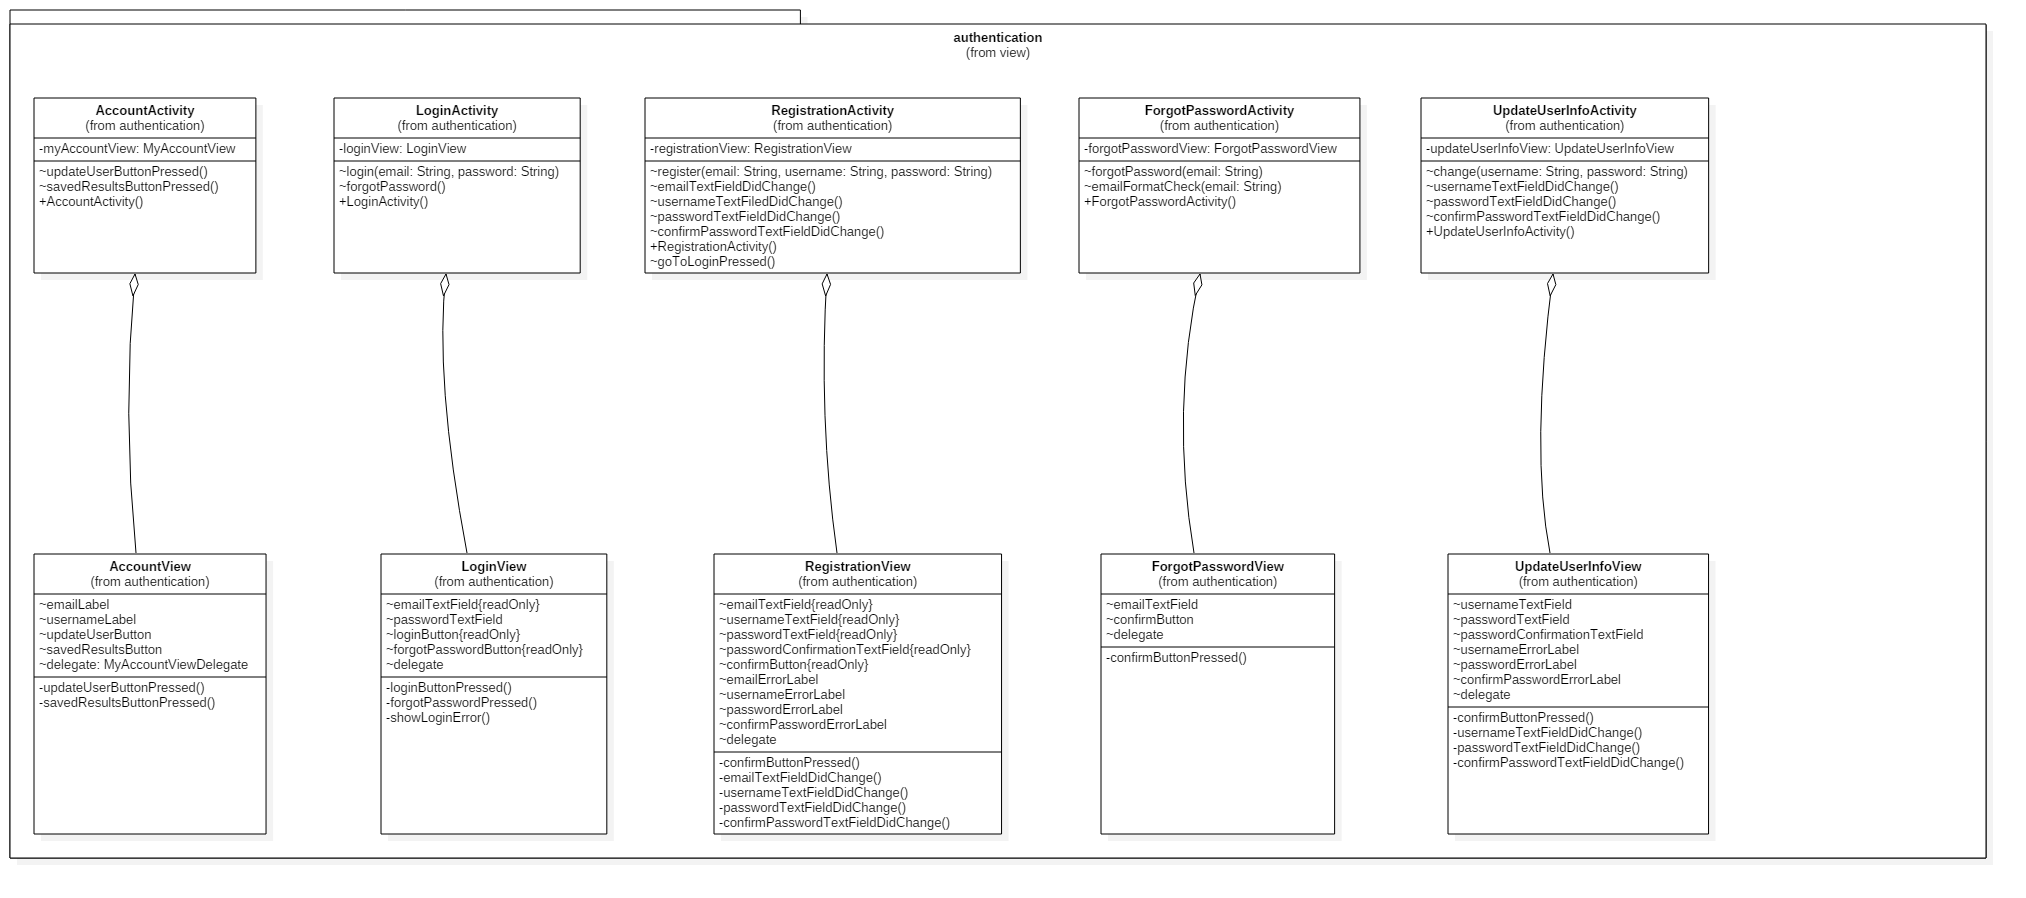 authentication
(from view)
AccountActivity
(from authentication)
-myAccountView: MyAccountView
~updateUserButtonPressed()
~savedResultsButtonPressed()
+AccountActivity()
LoginActivity
(from authentication)
-loginView: LoginView
~login(email: String, password: String)
~forgotPassword()
+LoginActivity()
RegistrationActivity
(from authentication)
-registrationView: RegistrationView
~register(email: String, username: String, password: String)
~emailTextFieldDidChange()
~usernameTextFiledDidChange()
~passwordTextFieldDidChange()
~confirmPasswordTextFieldDidChange()
+RegistrationActivity()
~goToLoginPressed()
ForgotPasswordActivity
(from authentication)
-forgotPasswordView: ForgotPasswordView
~forgotPassword(email: String)
~emailFormatCheck(email: String)
+ForgotPasswordActivity()
UpdateUserInfoActivity
(from authentication)
-updateUserInfoView: UpdateUserInfoView
~change(username: String, password: String)
~usernameTextFieldDidChange()
~passwordTextFieldDidChange()
~confirmPasswordTextFieldDidChange()
+UpdateUserInfoActivity()
AccountView
(from authentication)
~emailLabel
~usernameLabel
~updateUserButton
~savedResultsButton
~delegate: MyAccountViewDelegate
-updateUserButtonPressed()
-savedResultsButtonPressed()
LoginView
(from authentication)
~emailTextField{readOnly}
~passwordTextField
~loginButton{readOnly}
~forgotPasswordButton{readOnly}
~delegate
-loginButtonPressed()
-forgotPasswordPressed()
-showLoginError()
RegistrationView
(from authentication)
~emailTextField{readOnly}
~usernameTextField{readOnly}
~passwordTextField{readOnly}
~passwordConfirmationTextField{readOnly}
~confirmButton{readOnly}
~emailErrorLabel
~usernameErrorLabel
~passwordErrorLabel
~confirmPasswordErrorLabel
~delegate
-confirmButtonPressed()
-emailTextFieldDidChange()
-usernameTextFieldDidChange()
-passwordTextFieldDidChange()
-confirmPasswordTextFieldDidChange()
ForgotPasswordView
(from authentication)
~emailTextField
~confirmButton
~delegate
-confirmButtonPressed()
UpdateUserInfoView
(from authentication)
~usernameTextField
~passwordTextField
~passwordConfirmationTextField
~usernameErrorLabel
~passwordErrorLabel
~confirmPasswordErrorLabel
~delegate
-confirmButtonPressed()
-usernameTextFieldDidChange()
-passwordTextFieldDidChange()
-confirmPasswordTextFieldDidChange()